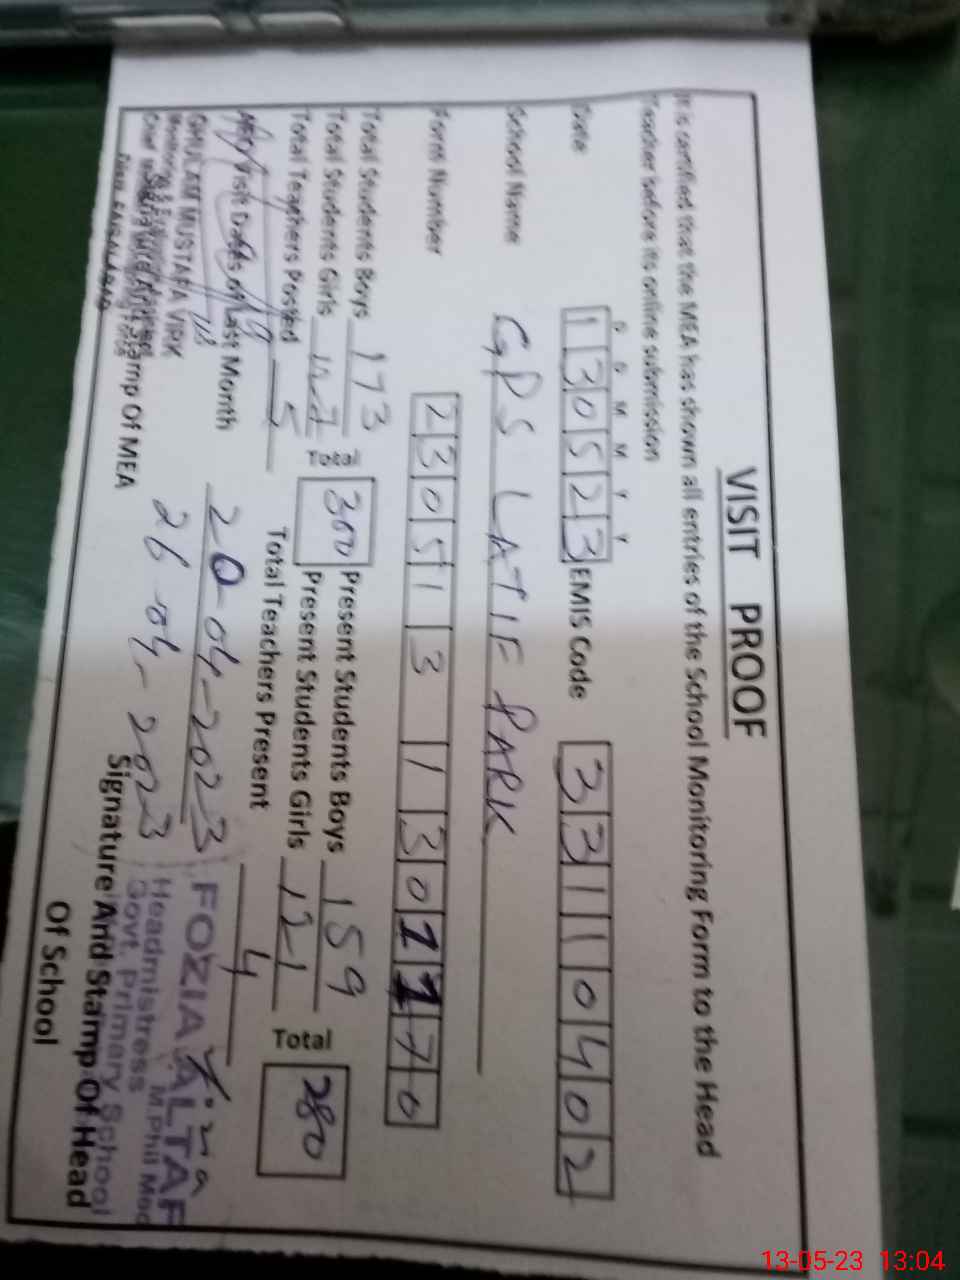 VISIT PROOF
It is certified that the MEA has shown all entries of the School Monitoring Form to the Head
Teacher before its online submission
D D M M Y Y
Date 130523 EMIS Code 33110402
School Name GPS LATIF PARK
Form Number 230513 1301170
Total Students Boys 173 Present Students Boys 159
Total 300 Total 280
Total Students Girls 127 Present Students Girls 121
Total Teachers Posted 5 Total Teachers Present 4
Visit Dates of Last Month 20-04-2023
26-04-2023
GHULAM MUSTAFA VIRK
Stamp Of MEA
FOZIA ALTAF
Headmistress M.Phil
Govt. Primary School
Signature And Stamp Of Head
Of School
13-05-23 13:04